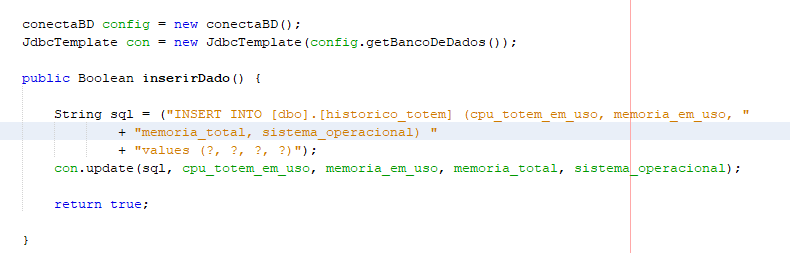 conectaBD config = new conectaBD();
JdbcTemplate con = new JdbcTemplate(config.getBancoDeDados());
public Boolean inserirDado() {
String sql = ("INSERT INTO [dbo].[historico_totem] (cpu_totem_em_uso, memoria_em_uso, "
+ "memoria_total, sistema_operacional) "
+ "values (?, ?, ?, ?)");
con.update(sql, cpu_totem_em_uso, memoria_em_uso, memoria_total, sistema_operacional);
return true;
}